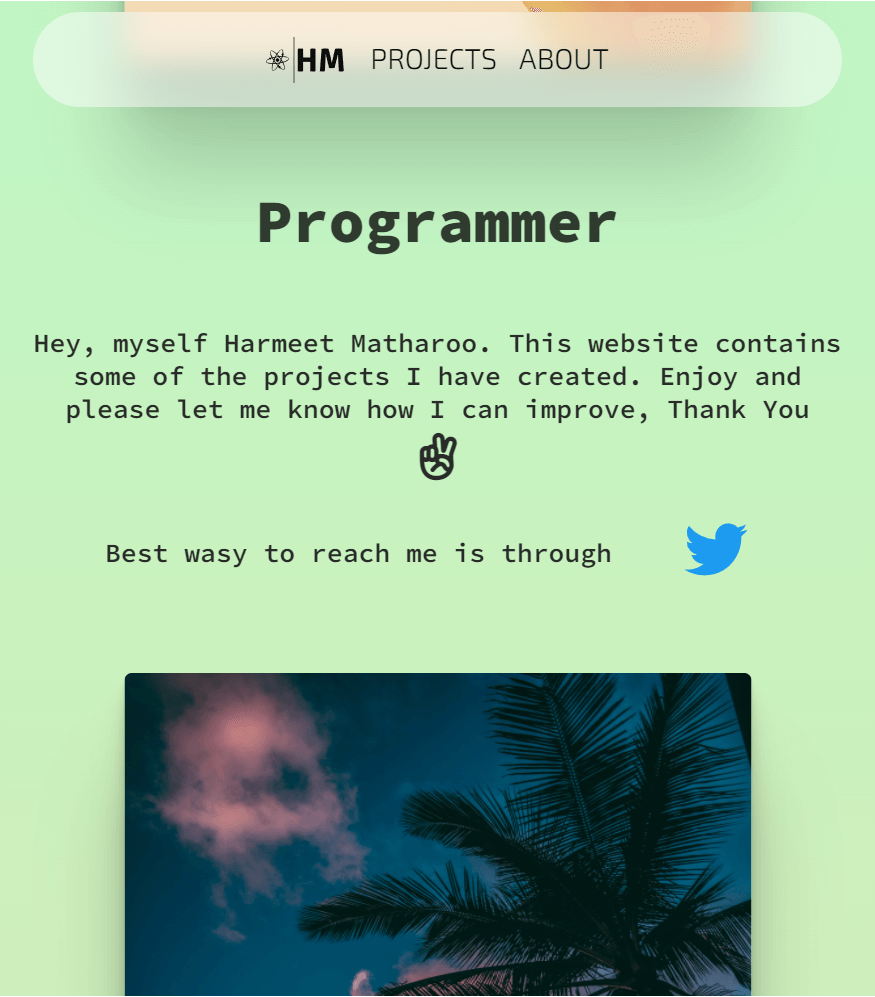 HM PROJECTS ABOUT
Programmer
Hey, myself Harmeet Matharoo. This website contains
some of the projects I have created. Enjoy and
please let me know how I can improve, Thank You
Best wasy to reach me is through